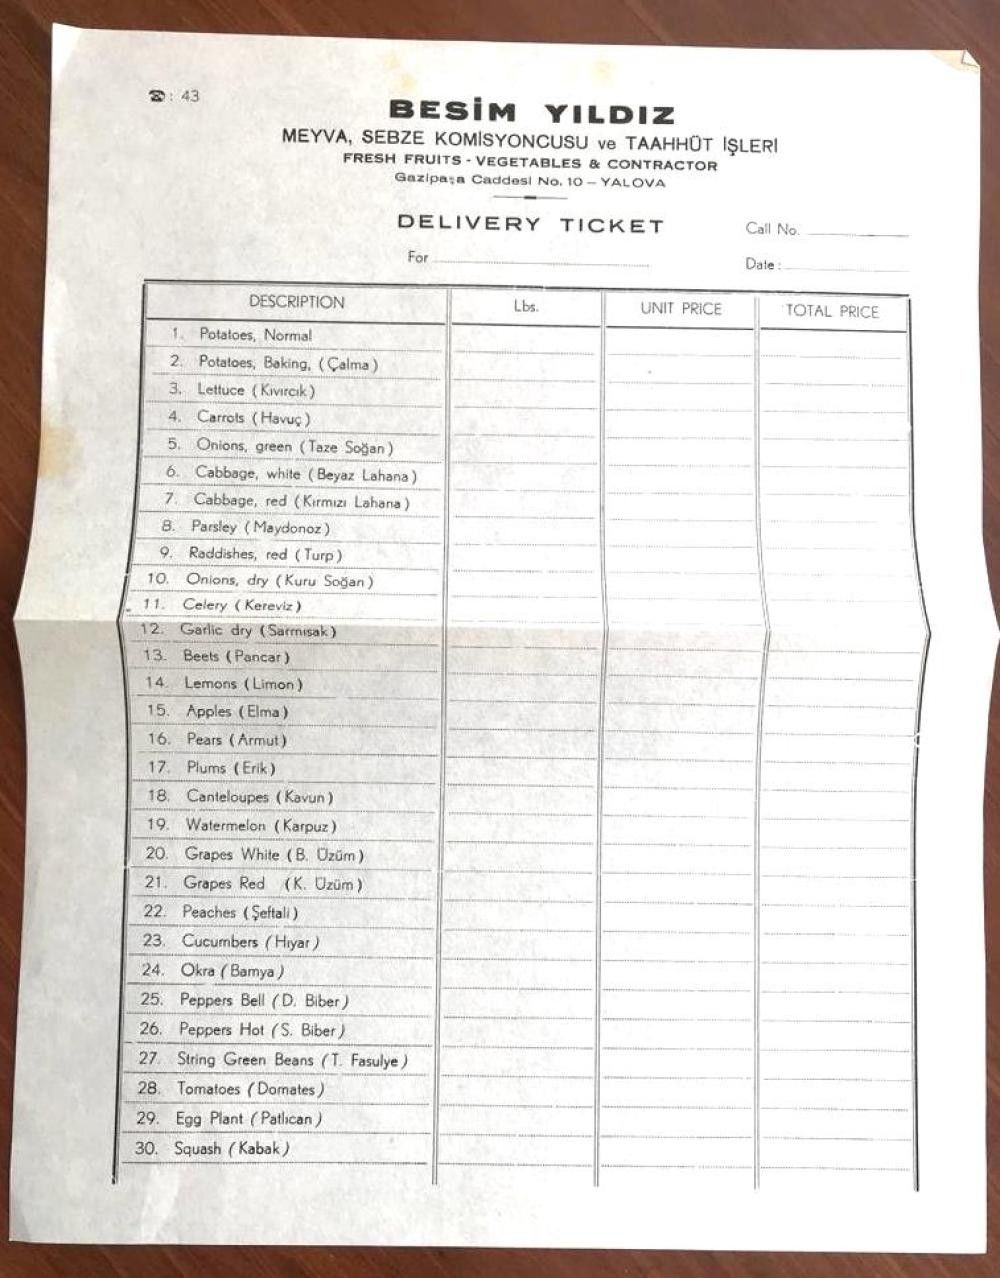 ☎: 43
BESİM YILDIZ
MEYVA, SEBZE KOMİSYONCUSU ve TAAHHÜT İŞLERİ
FRESH FRUITS - VEGETABLES & CONTRACTOR
Gazipaşa Caddesi No. 10 – YALOVA
DELIVERY TICKET
Call No.
For
Date :
DESCRIPTION Lbs. UNIT PRICE TOTAL PRICE
1. Potatoes, Normal
2. Potatoes, Baking, (Çalma)
3. Lettuce (Kıvırcık)
4. Carrots (Havuç)
5. Onions, green (Taze Soğan)
6. Cabbage, white (Beyaz Lahana)
7. Cabbage, red (Kırmızı Lahana)
8. Parsley (Maydonoz)
9. Raddishes, red (Turp)
10. Onions, dry (Kuru Soğan)
11. Celery (Kereviz)
12. Garlic dry (Sarmısak)
13. Beets (Pancar)
14. Lemons (Limon)
15. Apples (Elma)
16. Pears (Armut)
17. Plums (Erik)
18. Canteloupes (Kavun)
19. Watermelon (Karpuz)
20. Grapes White (B. Üzüm)
21. Grapes Red (K. Üzüm)
22. Peaches (Şeftali)
23. Cucumbers (Hıyar)
24. Okra (Bamya)
25. Peppers Bell (D. Biber)
26. Peppers Hot (S. Biber)
27. String Green Beans (T. Fasulye)
28. Tomatoes (Domates)
29. Egg Plant (Patlıcan)
30. Squash (Kabak)